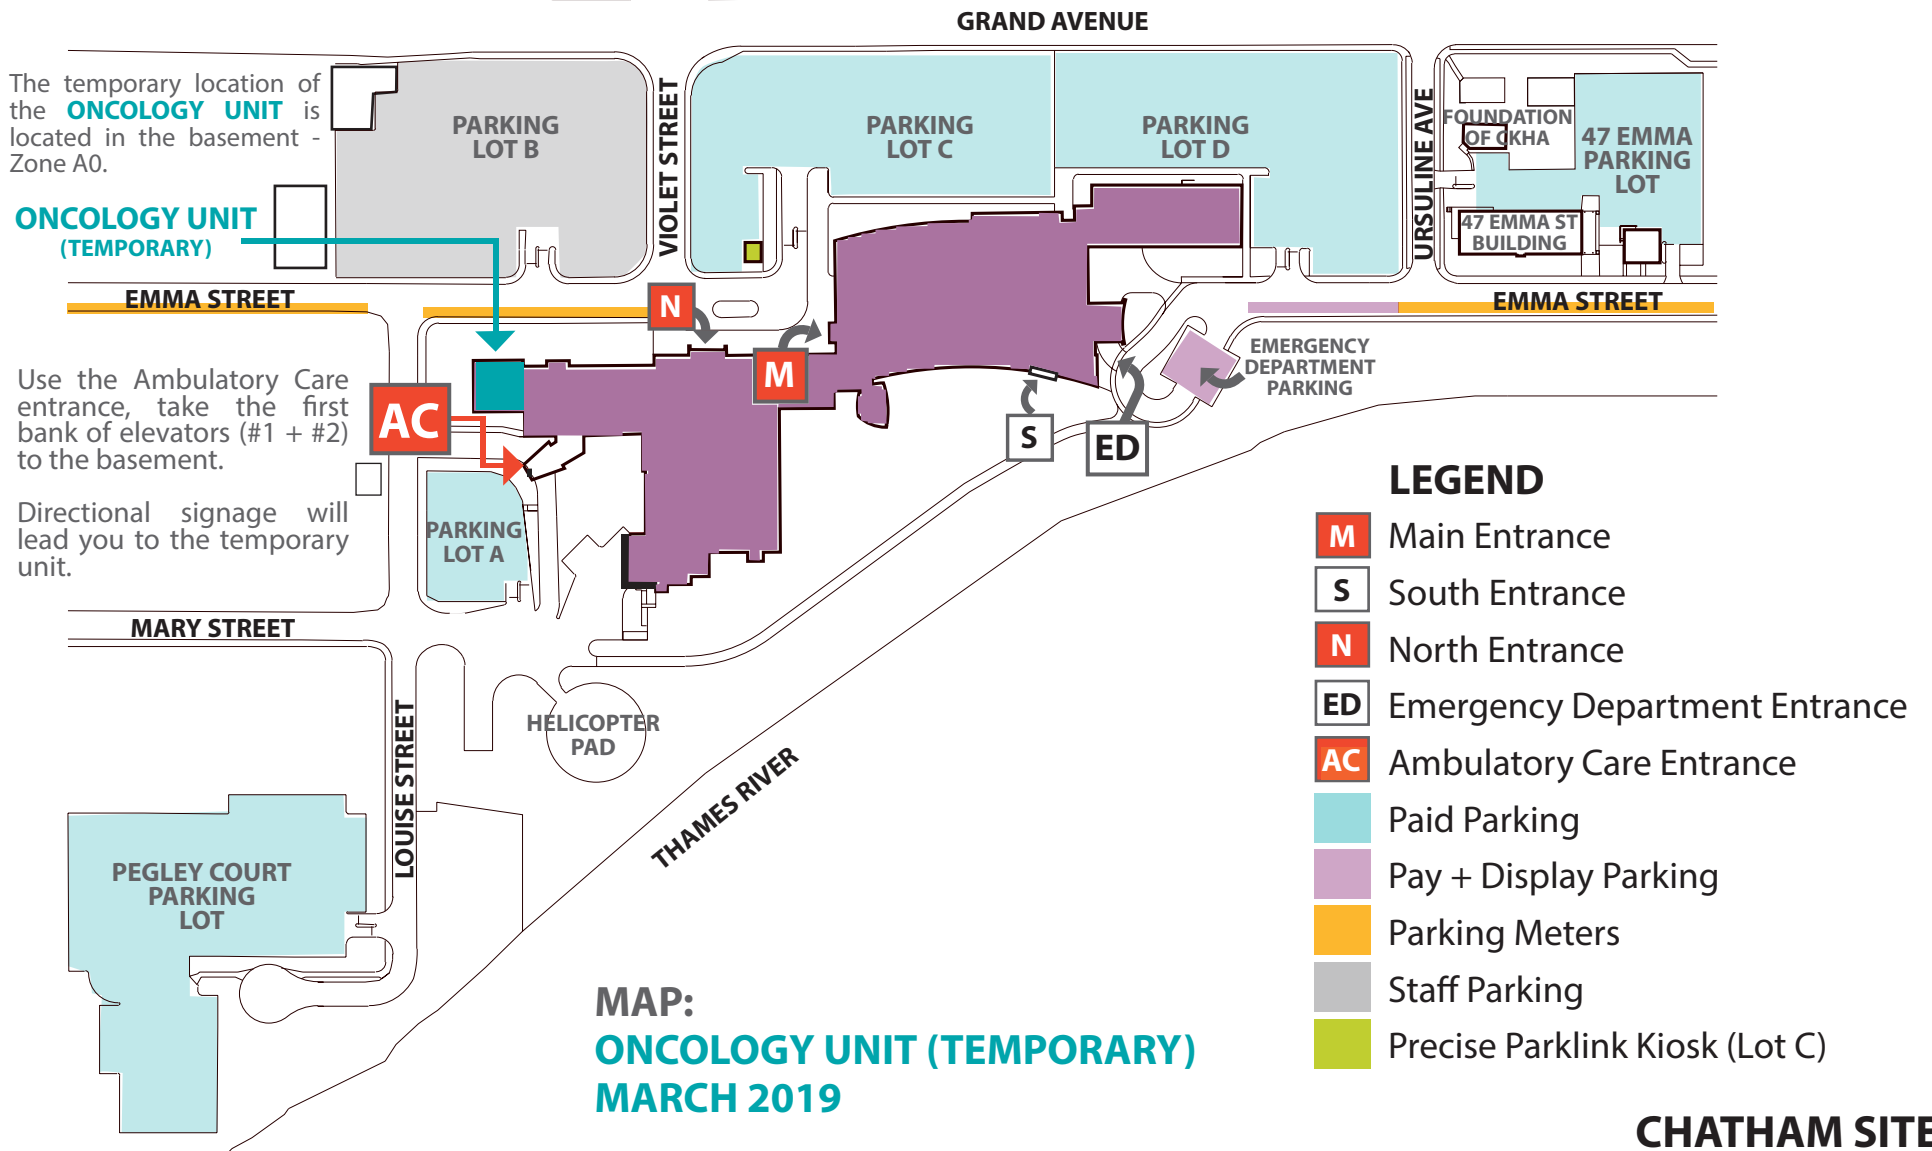 GRAND AVENUE
The temporary location of
the ONCOLOGY UNIT is
located in the basement -
Zone A0.
ONCOLOGY UNIT
(TEMPORARY)
PARKING
LOT B
VIOLET STREET
PARKING
LOT C
PARKING
LOT D
URSULINE AVE
FOUNDATION
OF CKHA
47 EMMA
PARKING
LOT
47 EMMA ST
BUILDING
EMMA STREET
EMMA STREET
N
M
AC
S
ED
EMERGENCY
DEPARTMENT
PARKING
Use the Ambulatory Care
entrance, take the first
bank of elevators (#1 + #2)
to the basement.
Directional signage will
lead you to the temporary
unit.
PARKING
LOT A
MARY STREET
LOUISE STREET
HELICOPTER
PAD
THAMES RIVER
PEGLEY COURT
PARKING
LOT
LEGEND
M Main Entrance
S South Entrance
N North Entrance
ED Emergency Department Entrance
AC Ambulatory Care Entrance
Paid Parking
Pay + Display Parking
Parking Meters
Staff Parking
Precise Parklink Kiosk (Lot C)
MAP:
ONCOLOGY UNIT (TEMPORARY)
MARCH 2019
CHATHAM SITE